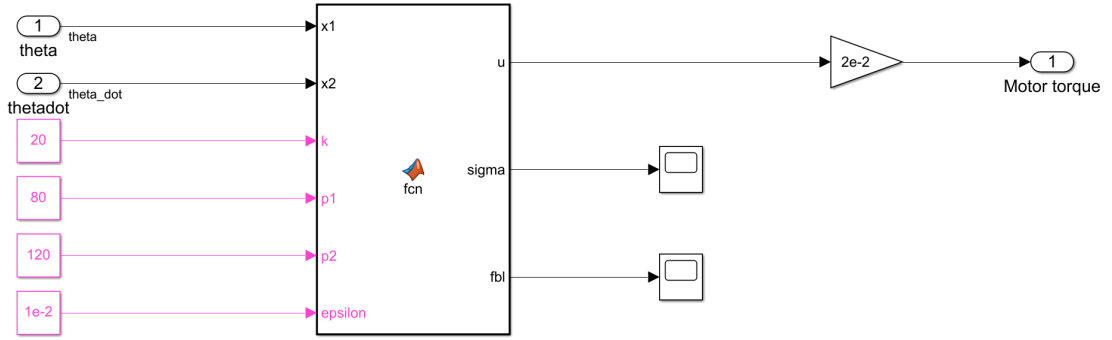 1
theta
theta
x1
2
theta_dot
thetadot
x2
20
k
80
p1
120
p2
1e-2
epsilon
fcn
u
sigma
fbl
2e-2
1
Motor torque